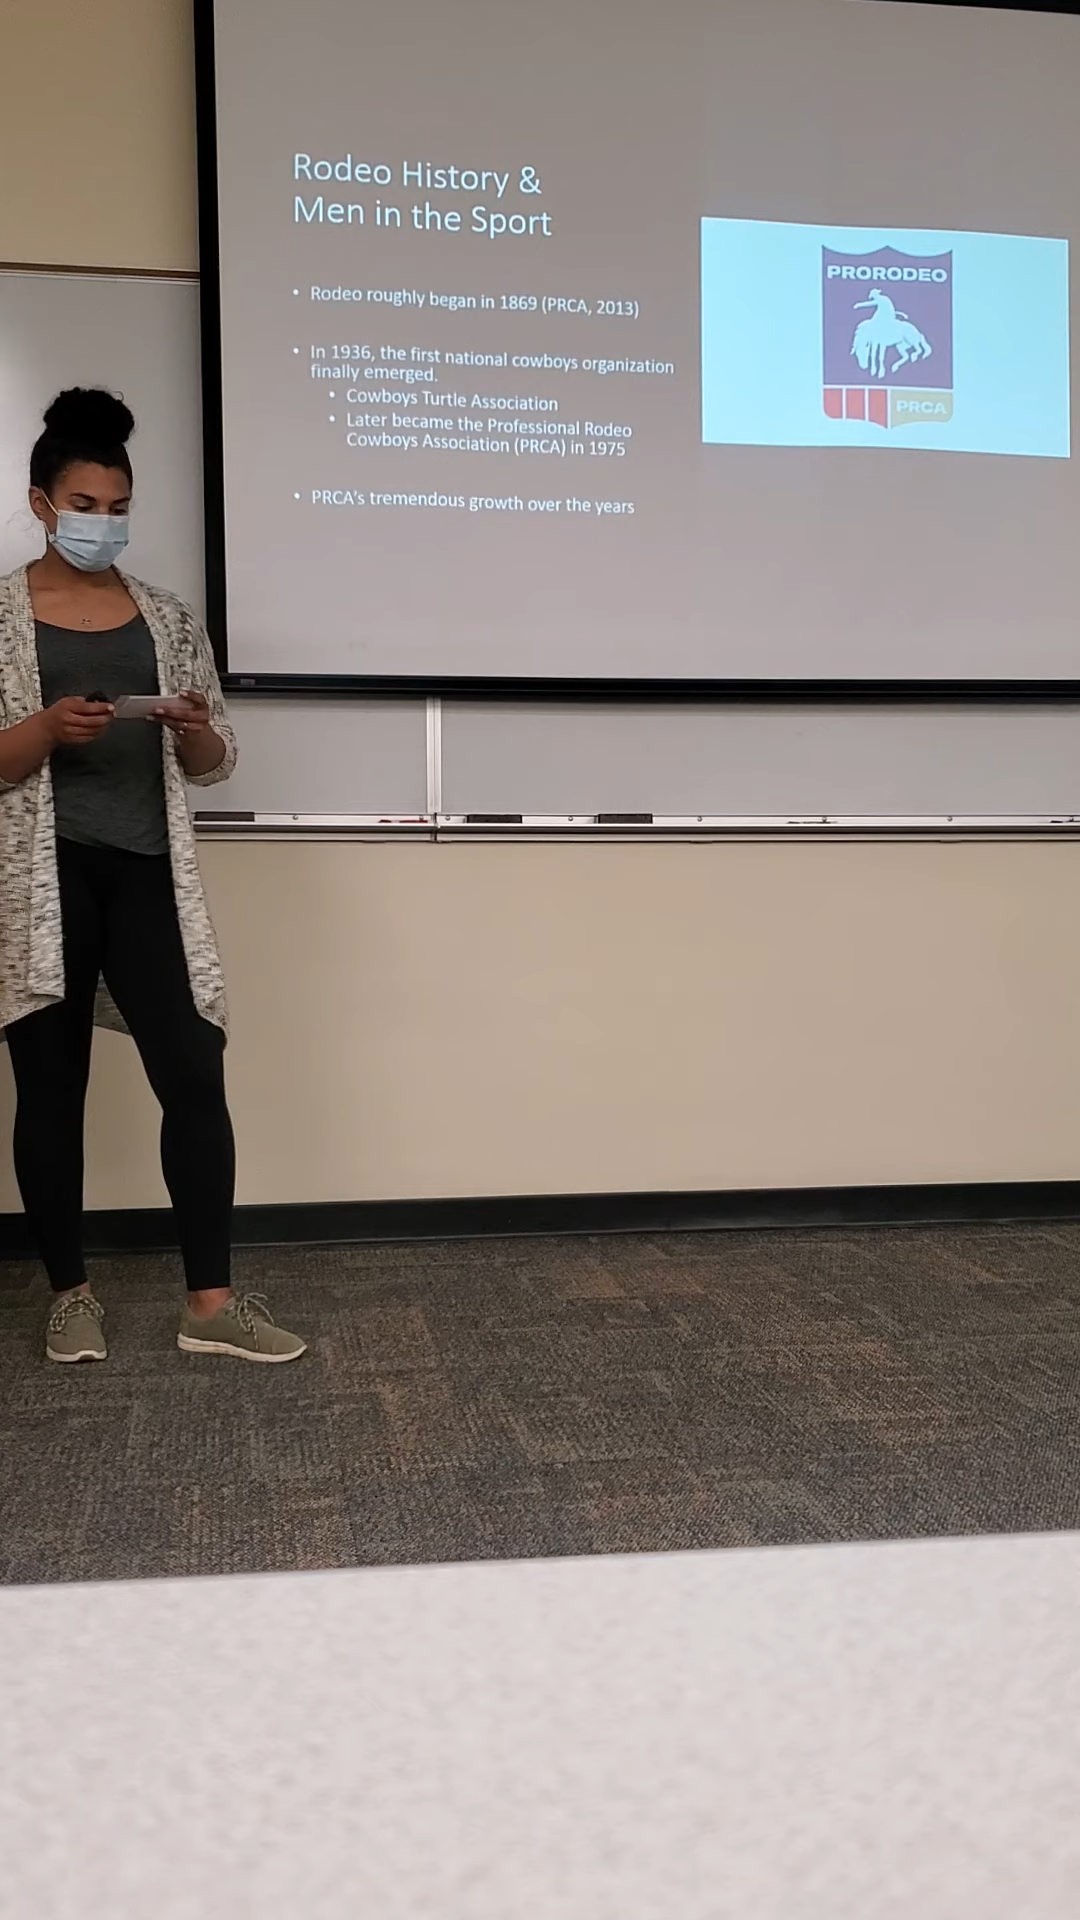 Rodeo History &
Men in the Sport
• Rodeo roughly began in 1869 (PRCA, 2013)
• In 1936, the first national cowboys organization
finally emerged.
• Cowboys Turtle Association
• Later became the Professional Rodeo
Cowboys Association (PRCA) in 1975
• PRCA's tremendous growth over the years
PRORODEO
PRCA